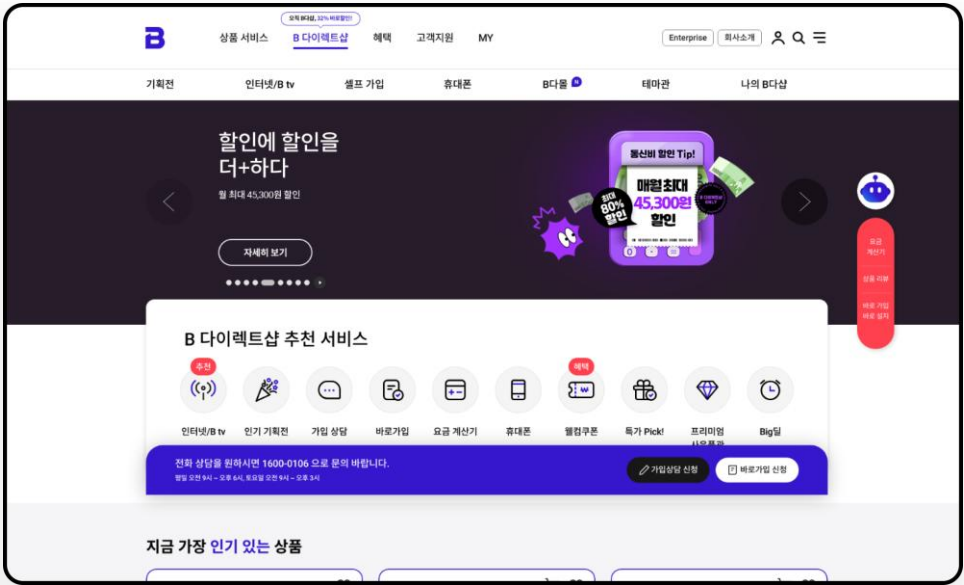 오직 B다샵, 32% 바로할인!
B
상품 서비스
B 다이렉트샵
혜택
고객지원
MY
Enterprise
회사소개
기획전
인터넷/B tv
셀프 가입
휴대폰
B다몰 N
테마관
나의 B다샵
할인에 할인을
더+하다
월 최대 45,300원 할인
자세히 보기
통신비 할인 Tip!
매월 최대
45,300원
할인
최대
80%
할인
요금
계산기
상품 리뷰
바로 가입
바로 설치
B 다이렉트샵 추천 서비스
추천
혜택
인터넷/B tv
인기 기획전
가입 상담
바로가입
요금 계산기
휴대폰
웰컴쿠폰
특가 Pick!
프리미엄
Big딜
전화 상담을 원하시면 1600-0106 으로 문의 바랍니다.
평일 오전 9시 ~ 오후 6시, 토요일 오전 9시 ~ 오후 3시
가입상담 신청
바로가입 신청
지금 가장 인기 있는 상품